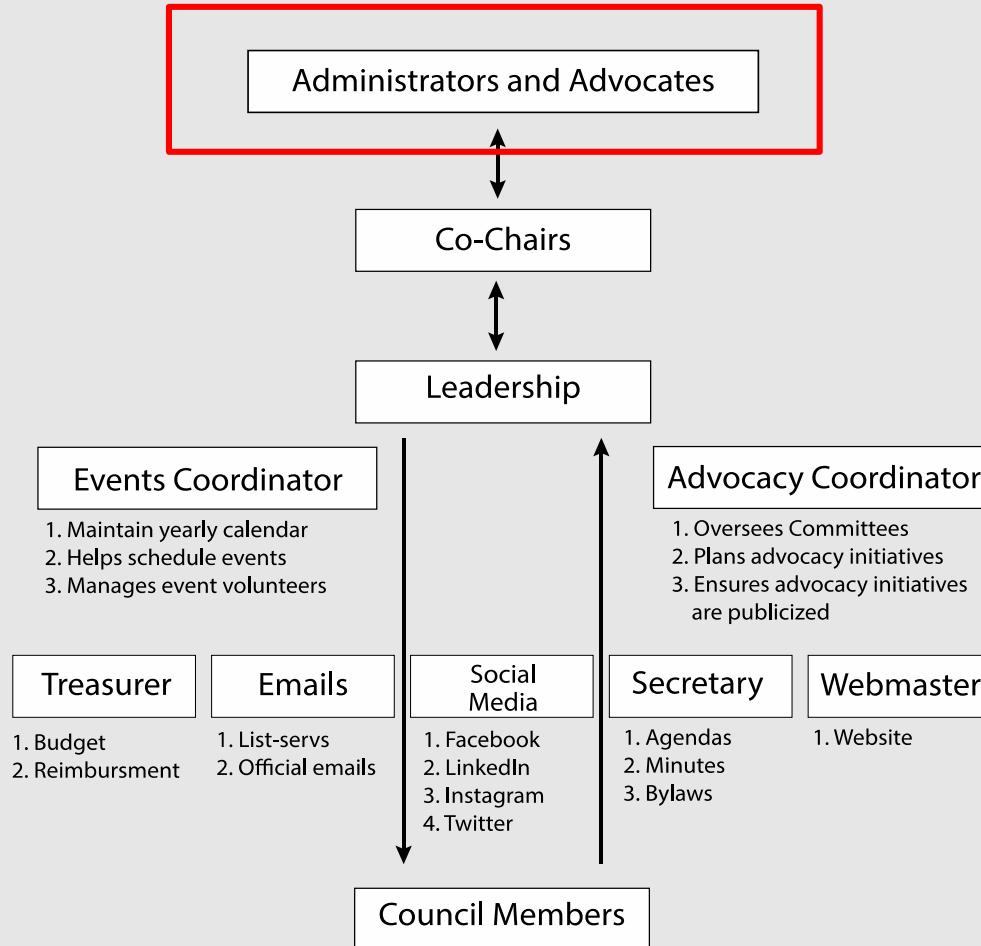 Administrators and Advocates
Co-Chairs
Leadership
Events Coordinator
1. Maintain yearly calendar
2. Helps schedule events
3. Manages event volunteers
Advocacy Coordinator
1. Oversees Committees
2. Plans advocacy initiatives
3. Ensures advocacy initiatives
are publicized
Treasurer
1. Budget
2. Reimbursment
Emails
1. List-servs
2. Official emails
Social
Media
1. Facebook
2. LinkedIn
3. Instagram
4. Twitter
Secretary
1. Agendas
2. Minutes
3. Bylaws
Webmaster
1. Website
Council Members